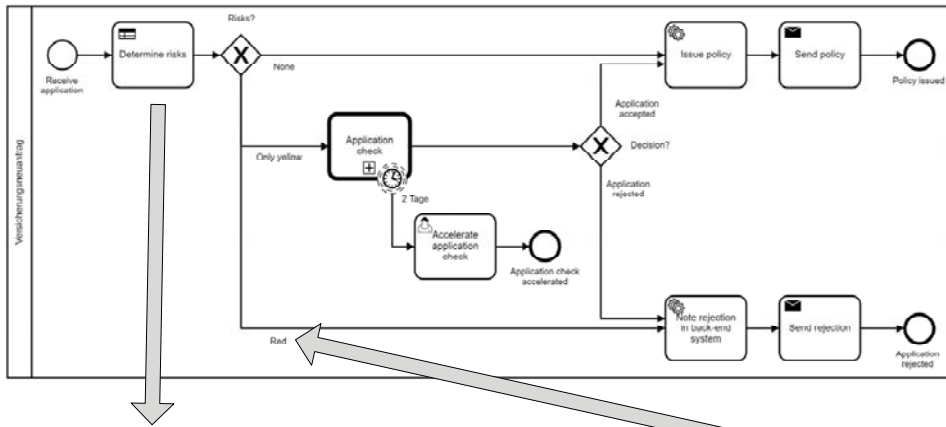 Versicherungsneuantrag
Receive
application
Determine risks
Risks?
None
Only yellow
Red
Application
check
2 Tage
Accelerate
application
check
Application check
accelerated
Decision?
Application
accepted
Application
rejected
Issue policy
Send policy
Policy issued
Note rejection
in back-end
system
Send rejection
Application
rejected